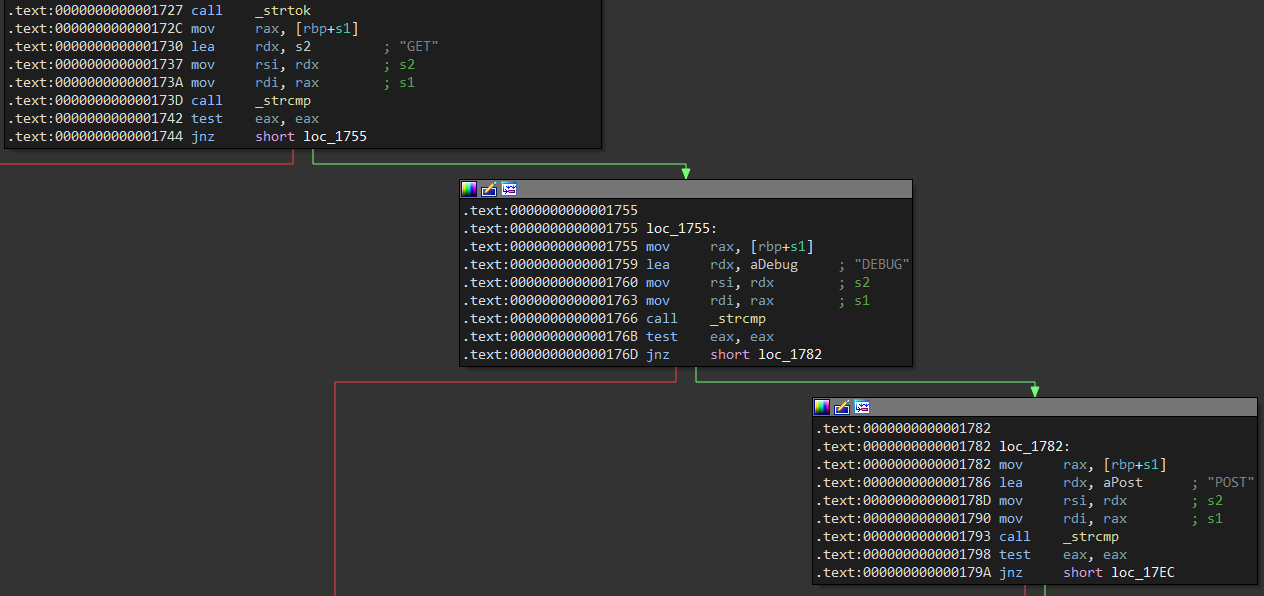 .text:0000000000001727 call _strtok
.text:000000000000172C mov rax, [rbp+s1]
.text:0000000000001730 lea rdx, s2 ; "GET"
.text:0000000000001737 mov rsi, rdx ; s2
.text:000000000000173A mov rdi, rax ; s1
.text:000000000000173D call _strcmp
.text:0000000000001742 test eax, eax
.text:0000000000001744 jnz short loc_1755
.text:0000000000001755
.text:0000000000001755 loc_1755:
.text:0000000000001755 mov rax, [rbp+s1]
.text:0000000000001759 lea rdx, aDebug ; "DEBUG"
.text:0000000000001760 mov rsi, rdx ; s2
.text:0000000000001763 mov rdi, rax ; s1
.text:0000000000001766 call _strcmp
.text:000000000000176B test eax, eax
.text:000000000000176D jnz short loc_1782
.text:0000000000001782
.text:0000000000001782 loc_1782:
.text:0000000000001782 mov rax, [rbp+s1]
.text:0000000000001786 lea rdx, aPost ; "POST"
.text:000000000000178D mov rsi, rdx ; s2
.text:0000000000001790 mov rdi, rax ; s1
.text:0000000000001793 call _strcmp
.text:0000000000001798 test eax, eax
.text:000000000000179A jnz short loc_17EC